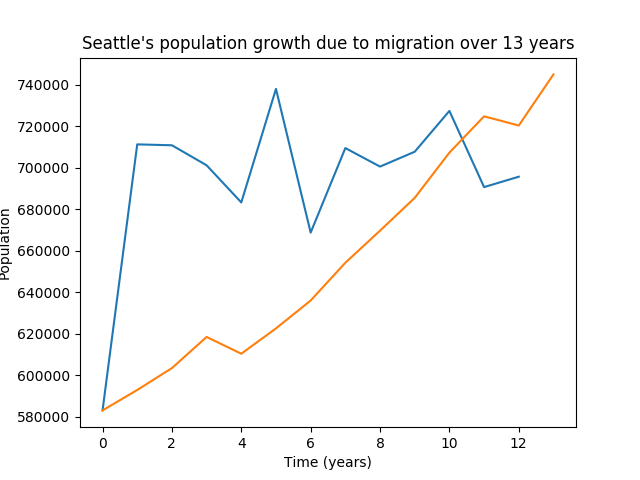 Seattle's population growth due to migration over 13 years
740000
720000
700000
680000
660000
640000
620000
600000
580000
Population
0 2 4 6 8 10 12
Time (years)